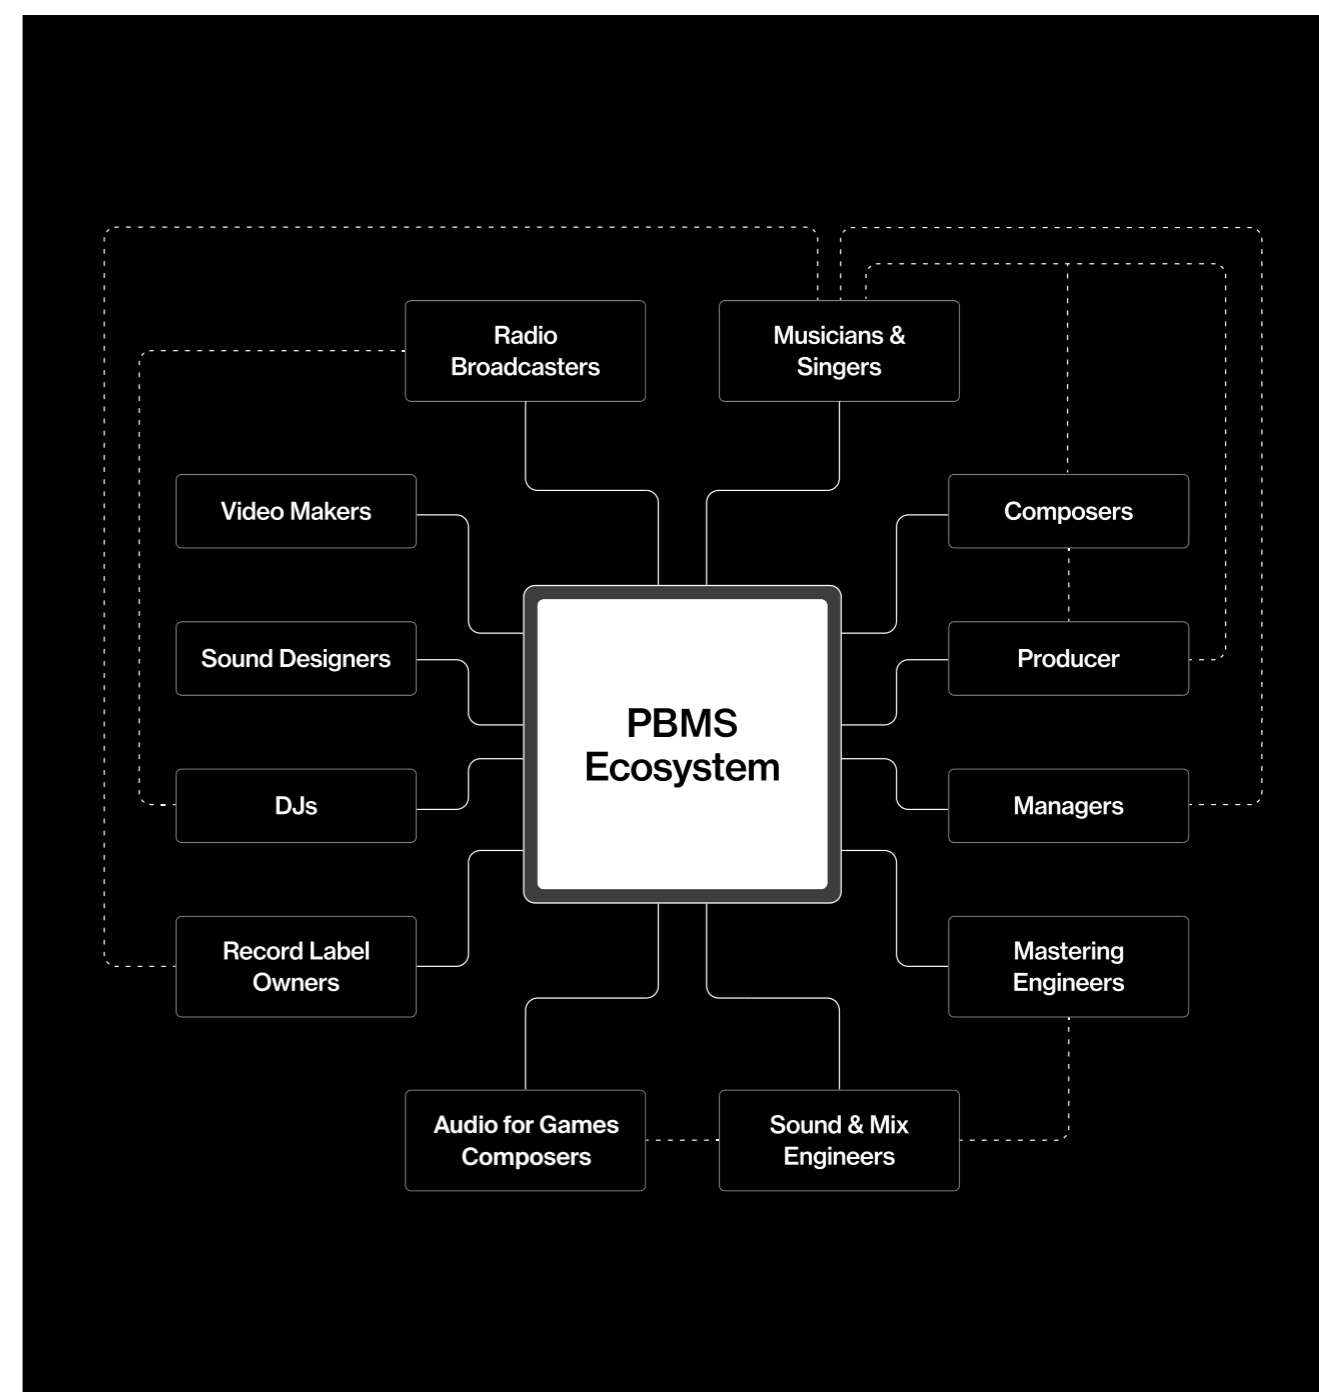 Radio
Broadcasters
Musicians &
Singers
Video Makers
Composers
Sound Designers
Producer
PBMS
Ecosystem
DJs
Managers
Record Label
Owners
Mastering
Engineers
Audio for Games
Composers
Sound & Mix
Engineers